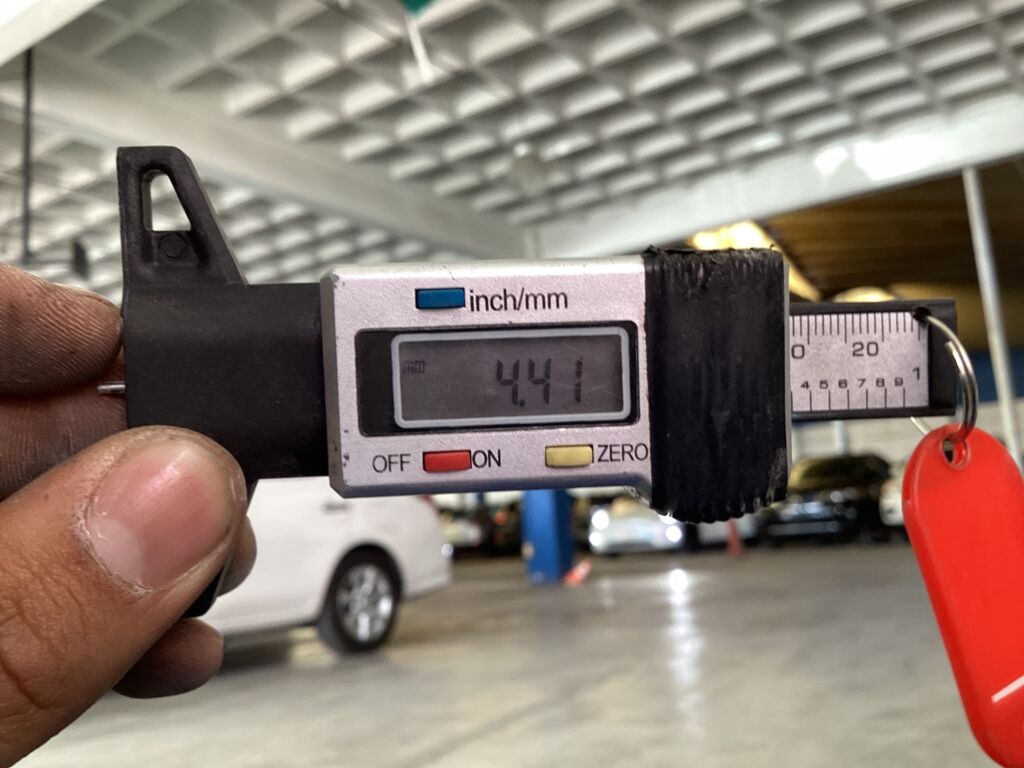 inch/mm
mm 4.41
OFF ON ZERO
0 20
4 5 6 7 8 9 1